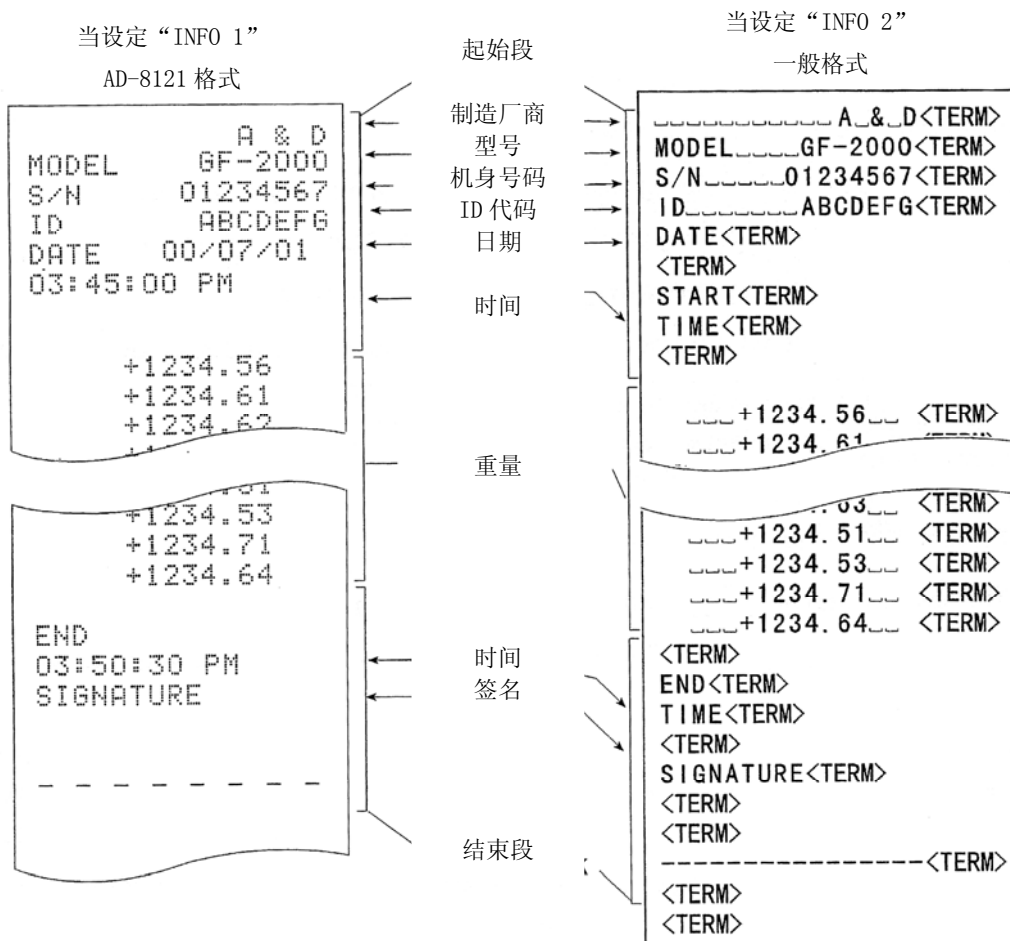 当设定“INFO 1”
AD-8121 格式
A & D
MODEL GF-2000
S/N 01234567
ID ABCDEFG
DATE 00/07/01
03:45:00 PM
+1234.56
+1234.61
+1234.62
+1234.53
+1234.71
+1234.64
END
03:50:30 PM
SIGNATURE
_ _ _ _ _ _ _ _
起始段
制造厂商
型号
机身号码
ID 代码
日期
时间
重量
时间
签名
结束段
当设定“INFO 2”
一般格式
␣␣␣␣␣␣␣␣␣␣␣A␣&␣D<TERM>
MODEL␣␣␣␣␣GF-2000<TERM>
S/N␣␣␣␣␣01234567<TERM>
ID␣␣␣␣␣␣␣ABCDEFG<TERM>
DATE<TERM>
<TERM>
START<TERM>
TIME<TERM>
<TERM>
␣␣␣+1234.56␣␣ <TERM>
␣␣␣+1234.61
<TERM>
␣␣␣+1234.51␣␣ <TERM>
␣␣␣+1234.53␣␣ <TERM>
␣␣␣+1234.71␣␣ <TERM>
␣␣␣+1234.64␣␣ <TERM>
<TERM>
END<TERM>
TIME<TERM>
<TERM>
SIGNATURE<TERM>
<TERM>
<TERM>
----------------<TERM>
<TERM>
<TERM>